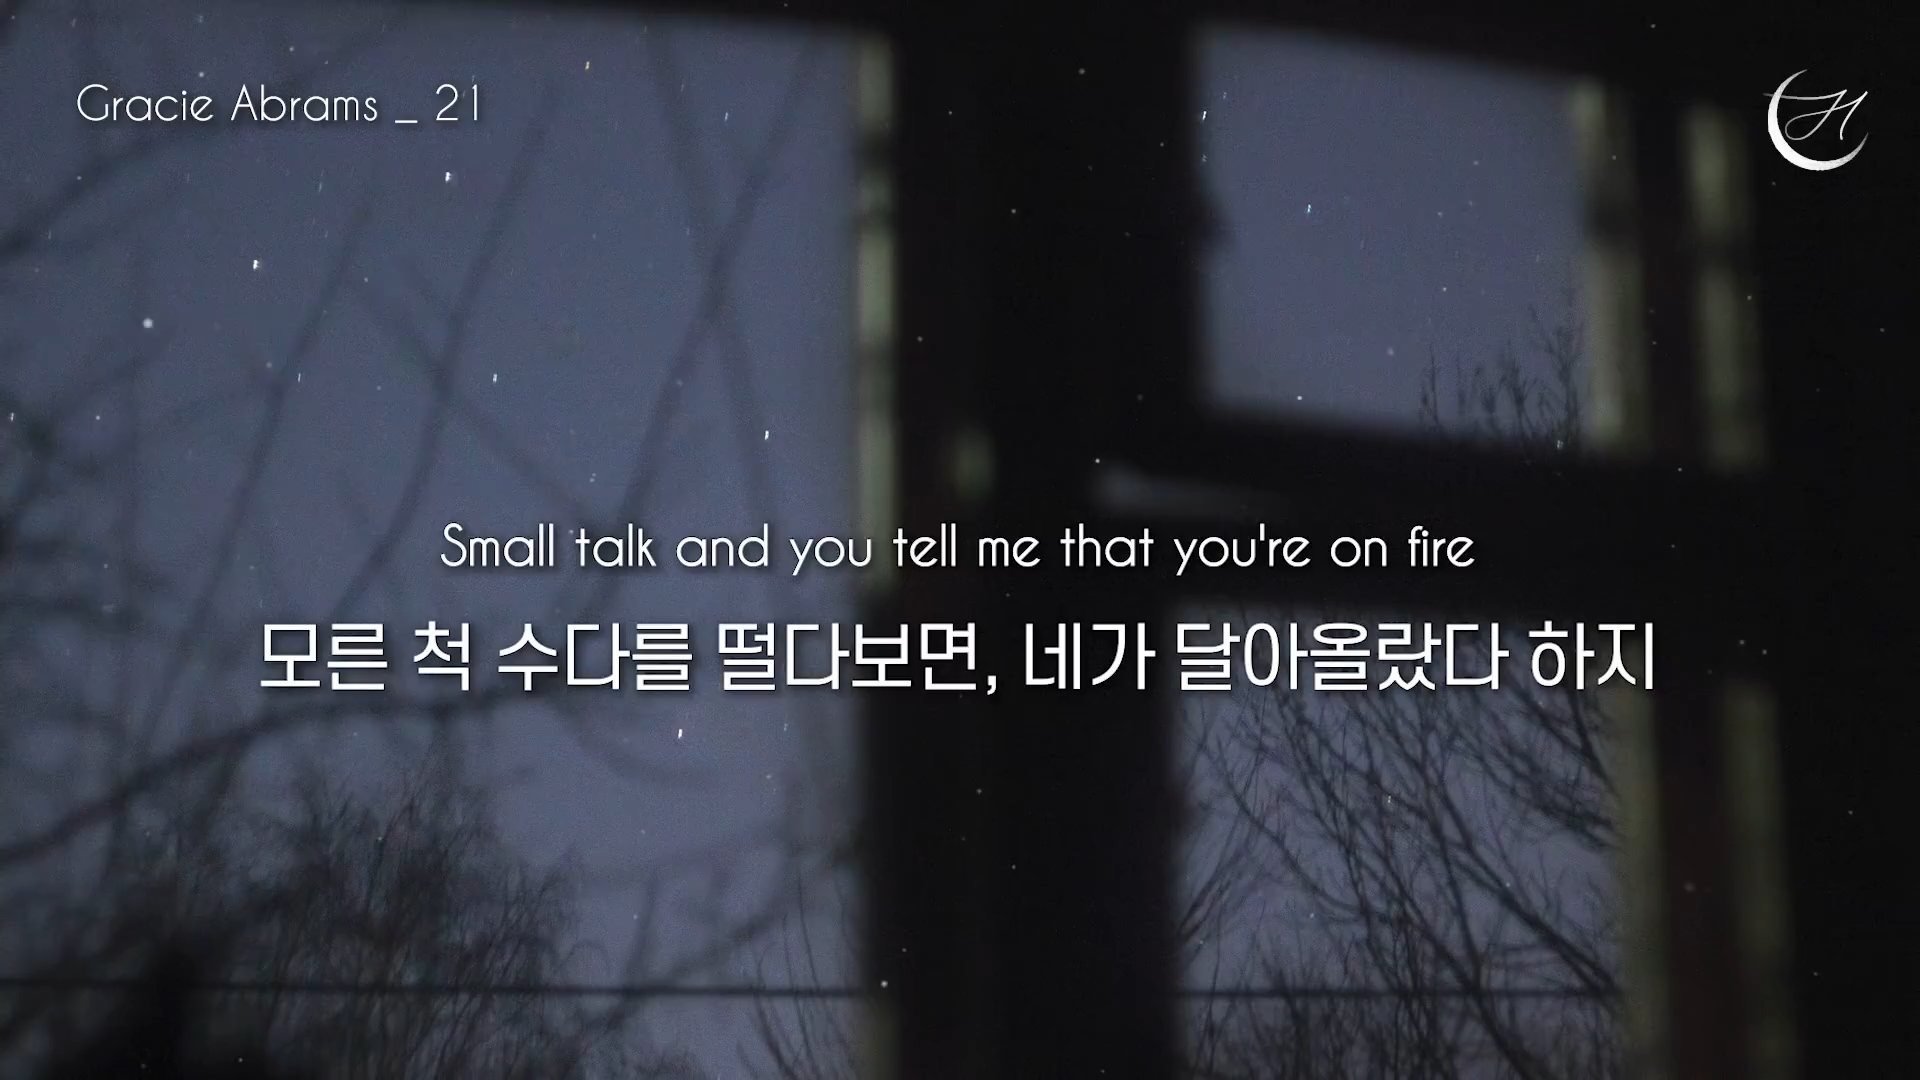 Gracie Abrams _ 21
H
Small talk and you tell me that you're on fire
모른 척 수다를 떨다보면, 네가 달아올랐다 하지